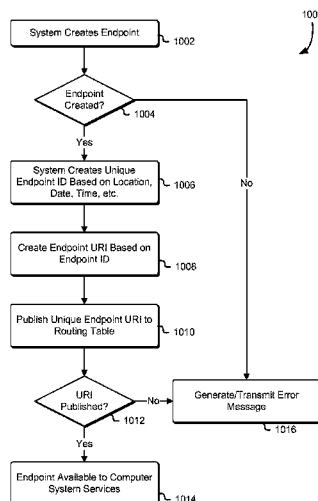 100
System Creates Endpoint
1002
Endpoint
Created?
1004
Yes
No
System Creates Unique
Endpoint ID Based on Location,
Date, Time, etc.
1006
Create Endpoint URI Based on
Endpoint ID
1008
Publish Unique Endpoint URI to
Routing Table
1010
URI
Published?
1012
No
Generate/Transmit Error
Message
1016
Yes
Endpoint Available to Computer
System Services
1014